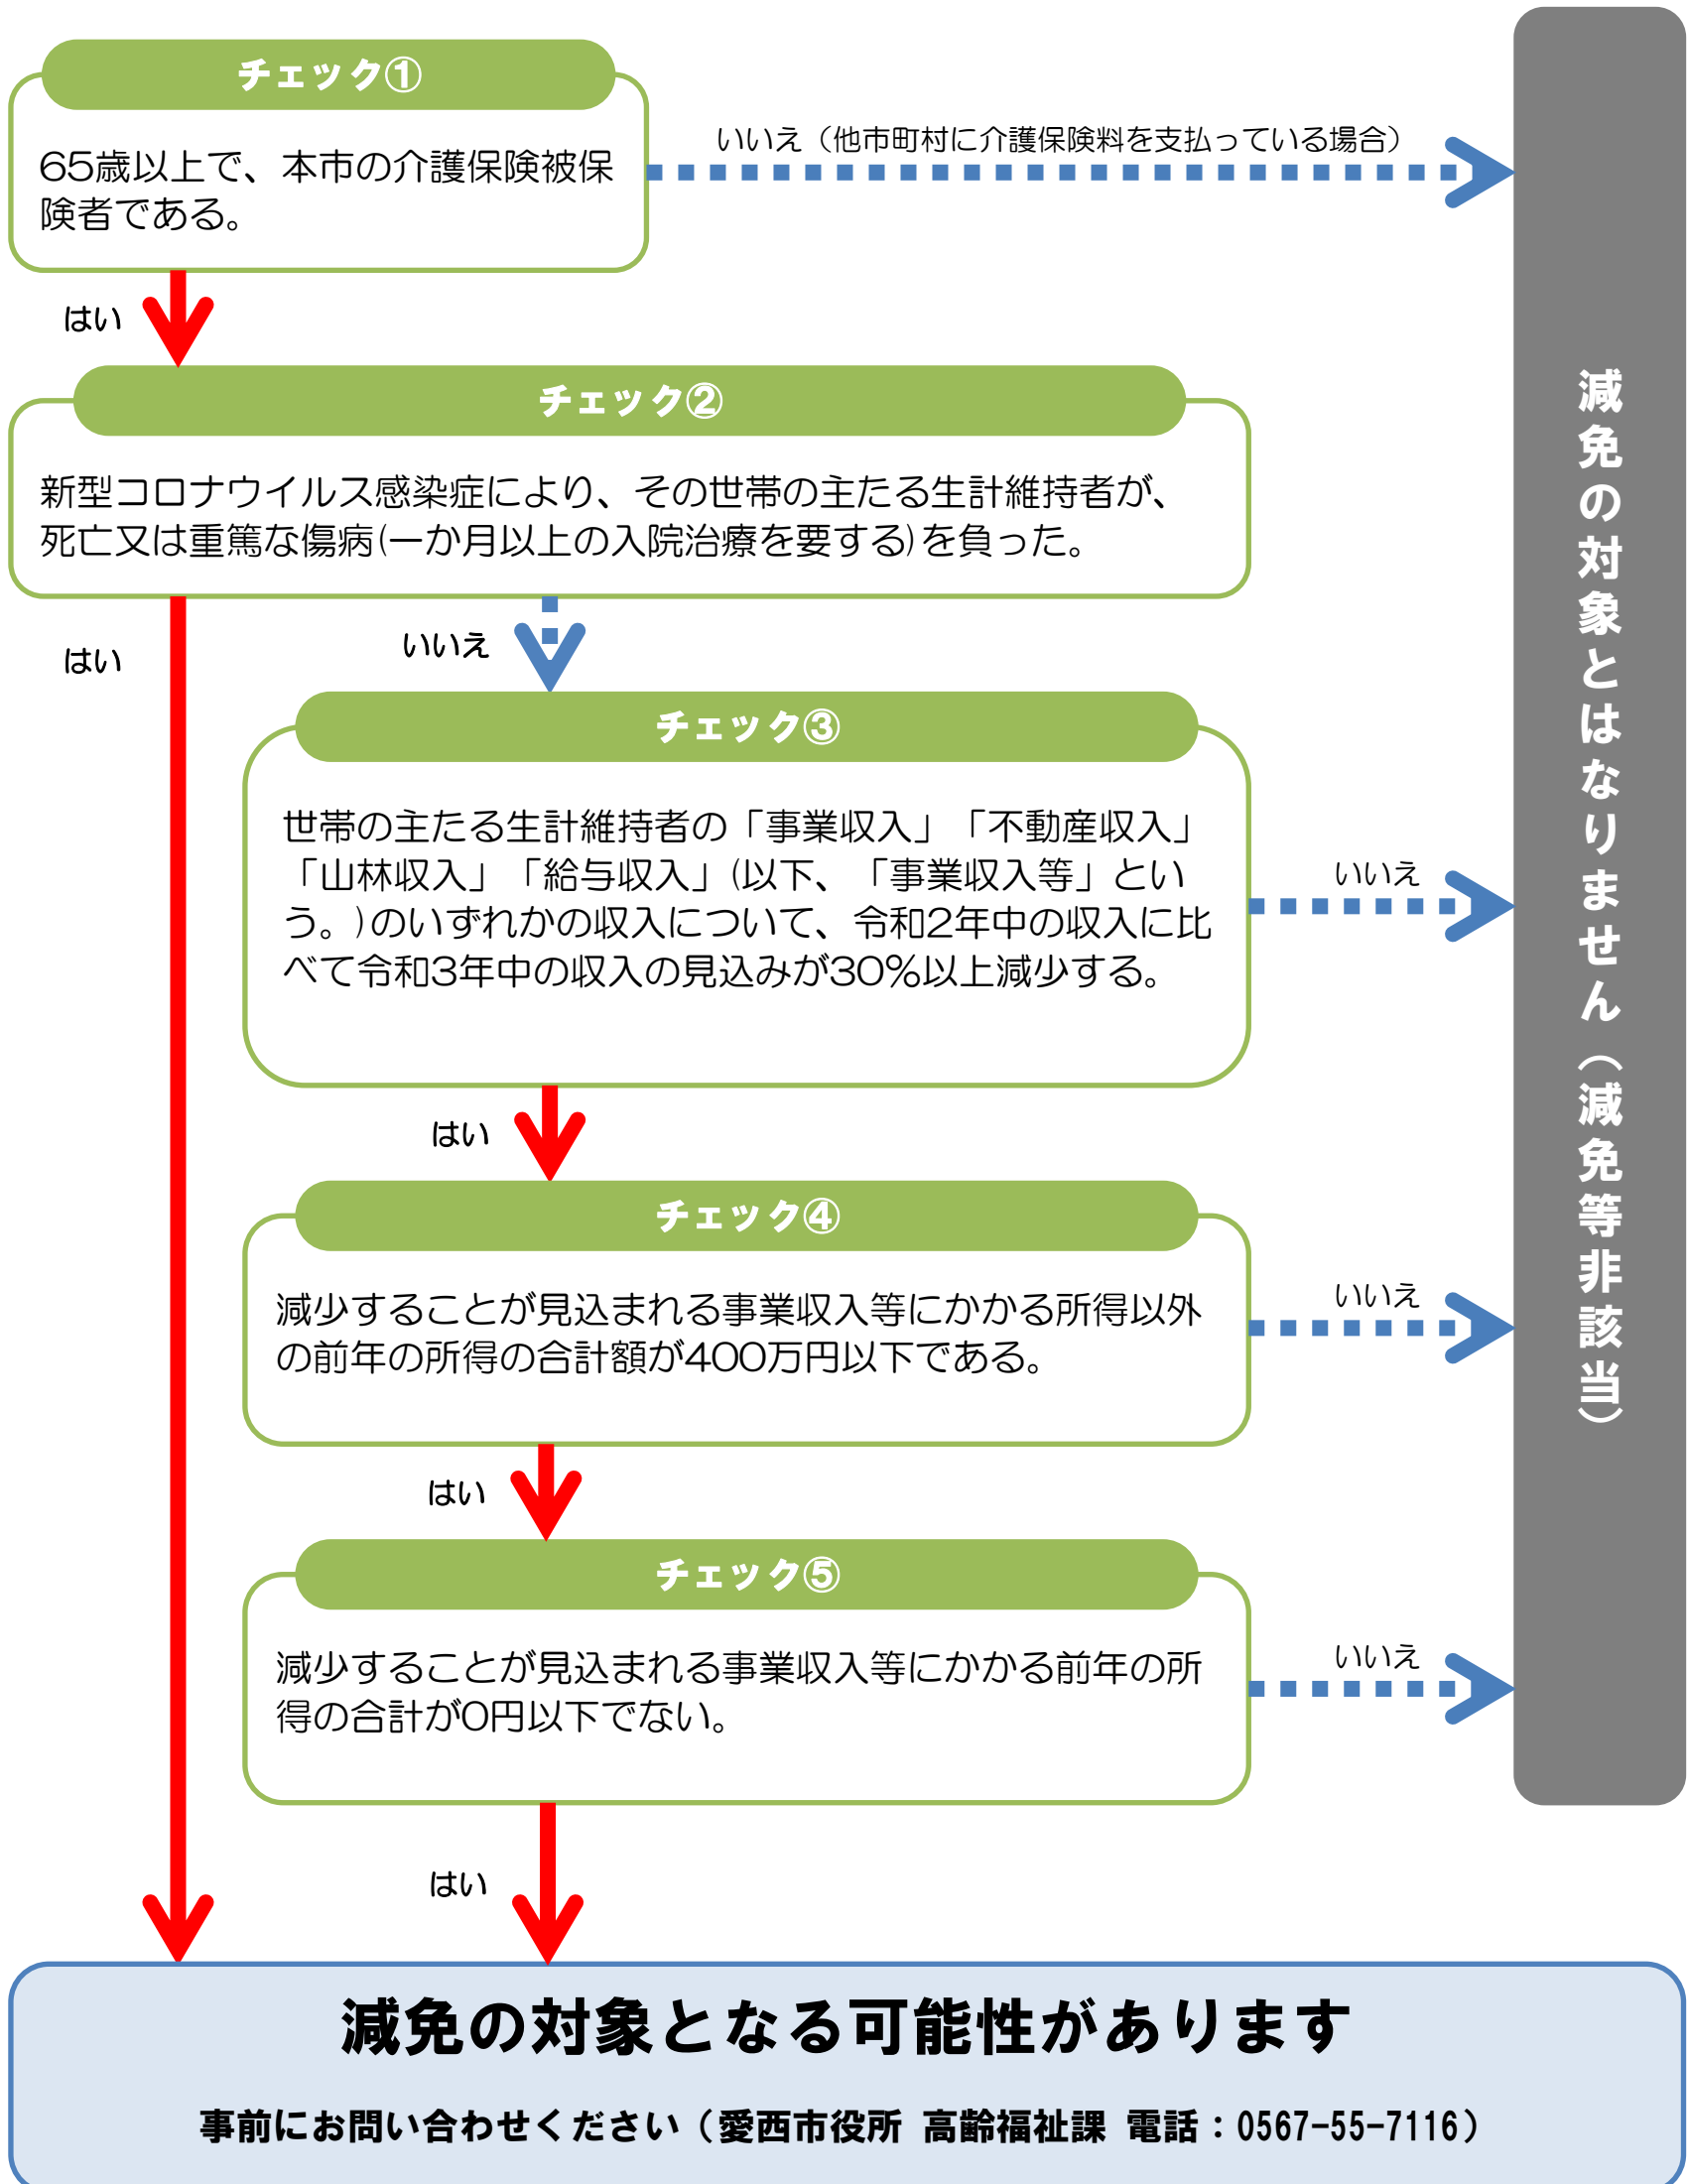 チェック①
65歳以上で、本市の介護保険被保
険者である。
いいえ（他市町村に介護保険料を支払っている場合）
はい
チェック②
新型コロナウイルス感染症により、その世帯の主たる生計維持者が、
死亡又は重篤な傷病(一か月以上の入院治療を要する)を負った。
はい
いいえ
チェック③
世帯の主たる生計維持者の「事業収入」「不動産収入」
「山林収入」「給与収入」(以下、「事業収入等」とい
う。)のいずれかの収入について、令和2年中の収入に比
べて令和3年中の収入の見込みが30%以上減少する。
いいえ
はい
チェック④
減少することが見込まれる事業収入等にかかる所得以外
の前年の所得の合計額が400万円以下である。
いいえ
はい
チェック⑤
減少することが見込まれる事業収入等にかかる前年の所
得の合計が0円以下でない。
いいえ
はい
減免の対象とはなりません（減免等非該当）
減免の対象となる可能性があります
事前にお問い合わせください（愛西市役所 高齢福祉課 電話：0567-55-7116）